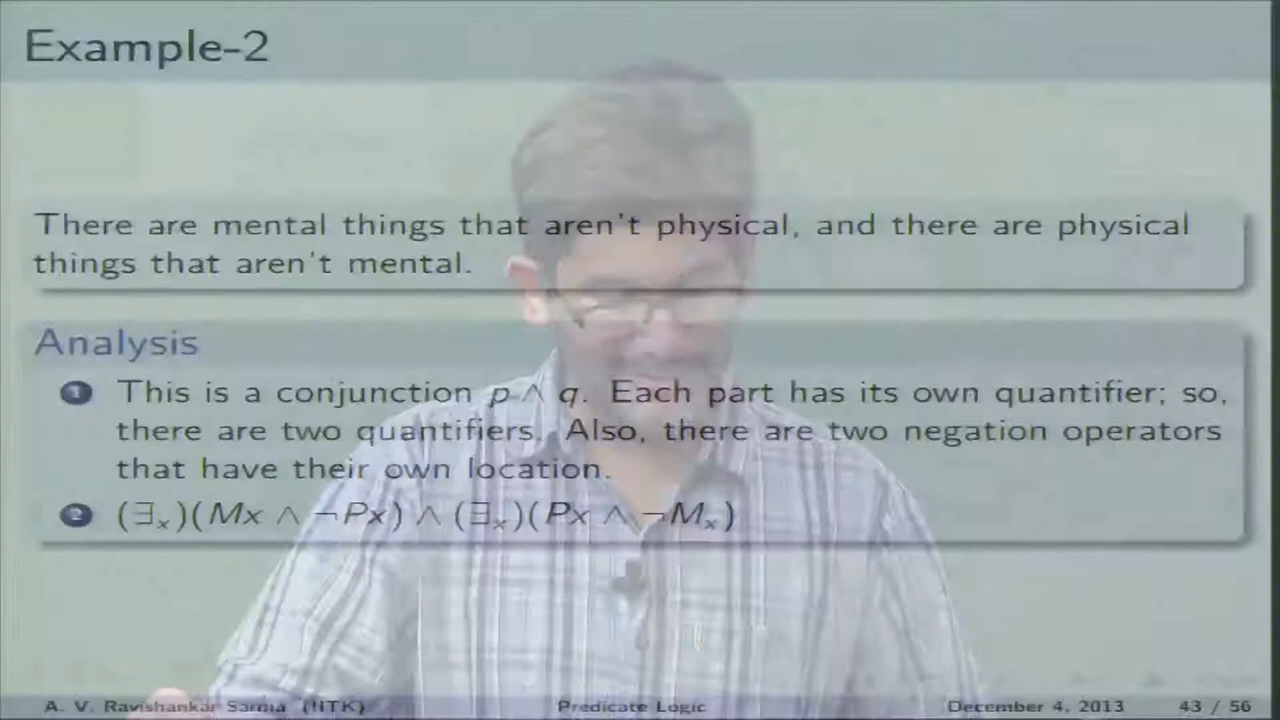 Example-2
There are mental things that aren't physical, and there are physical
things that aren't mental.
Analysis
1 This is a conjunction p ∧ q. Each part has its own quantifier; so,
there are two quantifiers. Also, there are two negation operators
that have their own location.
2 (∃ₓ)(Mx ∧ ¬Px) ∧ (∃ₓ)(Px ∧ ¬Mₓ)
A. V. Ravishankar Sarma (IITK) Predicate Logic December 4, 2013 43 / 56